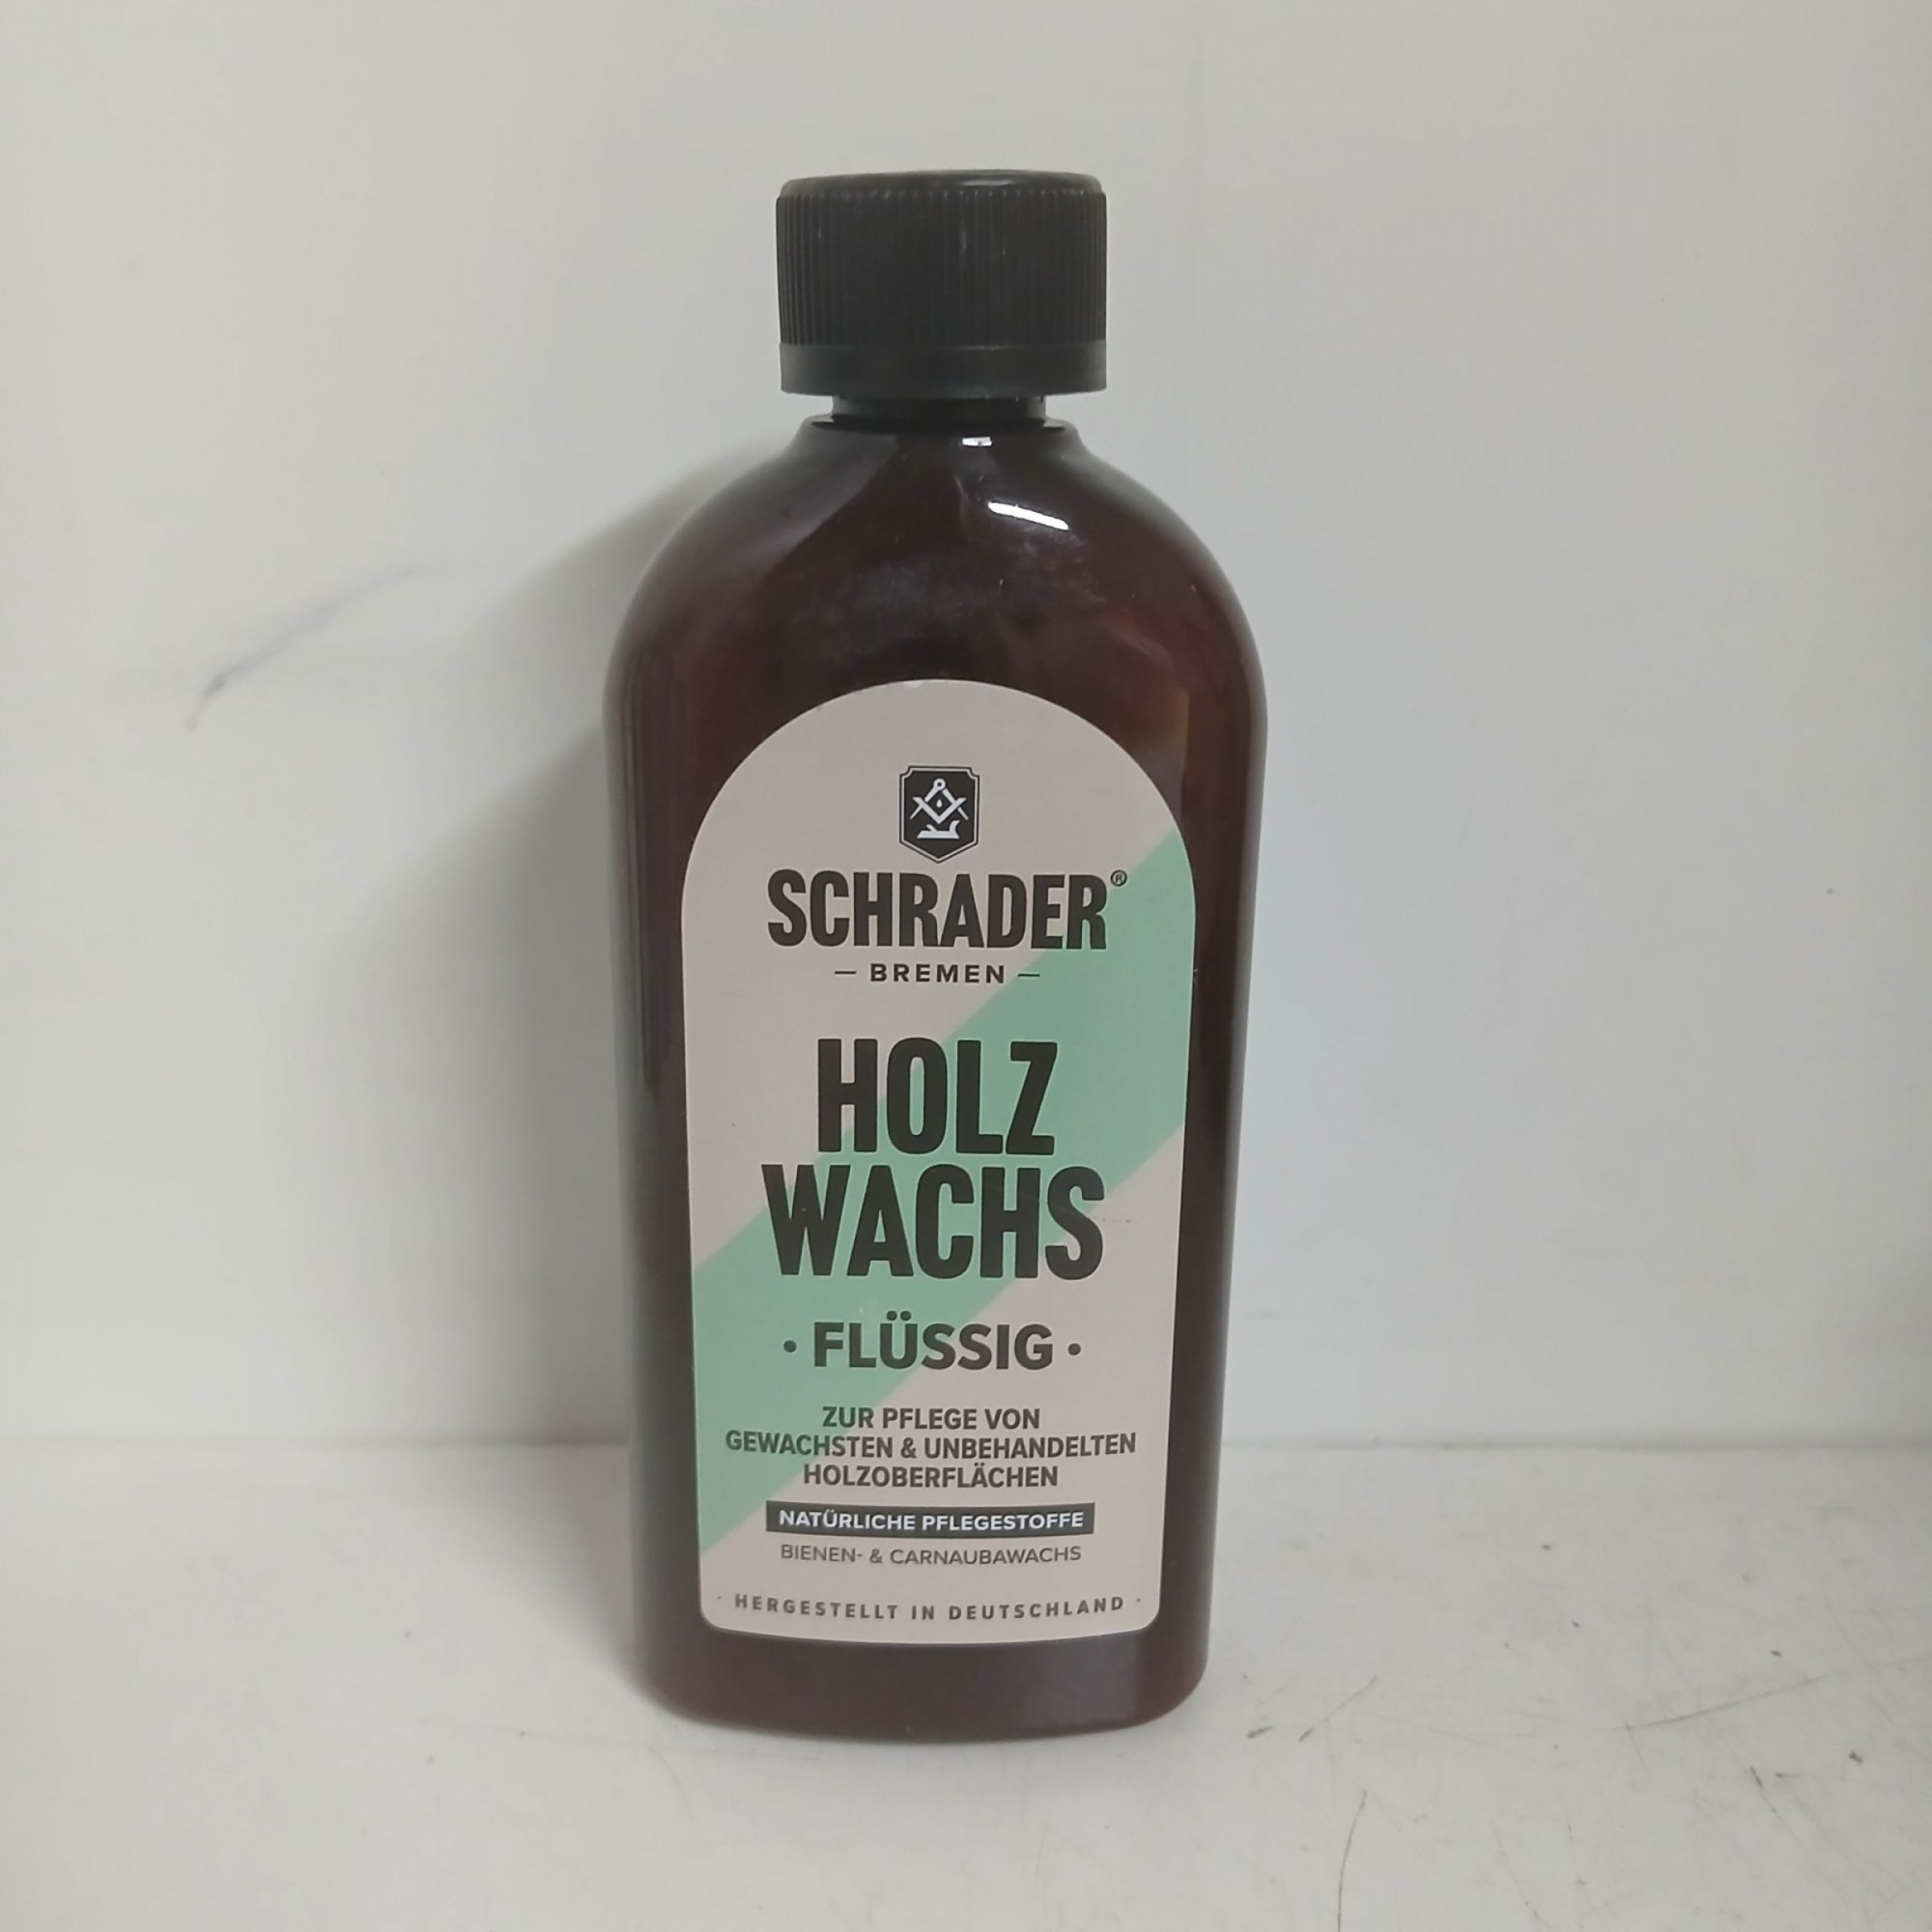 SCHRADER®
— BREMEN —
HOLZ
WACHS
· FLÜSSIG ·
ZUR PFLEGE VON
GEWACHSTEN & UNBEHANDELTEN
HOLZOBERFLÄCHEN
NATÜRLICHE PFLEGESTOFFE
BIENEN- & CARNAUBAWACHS
· HERGESTELLT IN DEUTSCHLAND ·